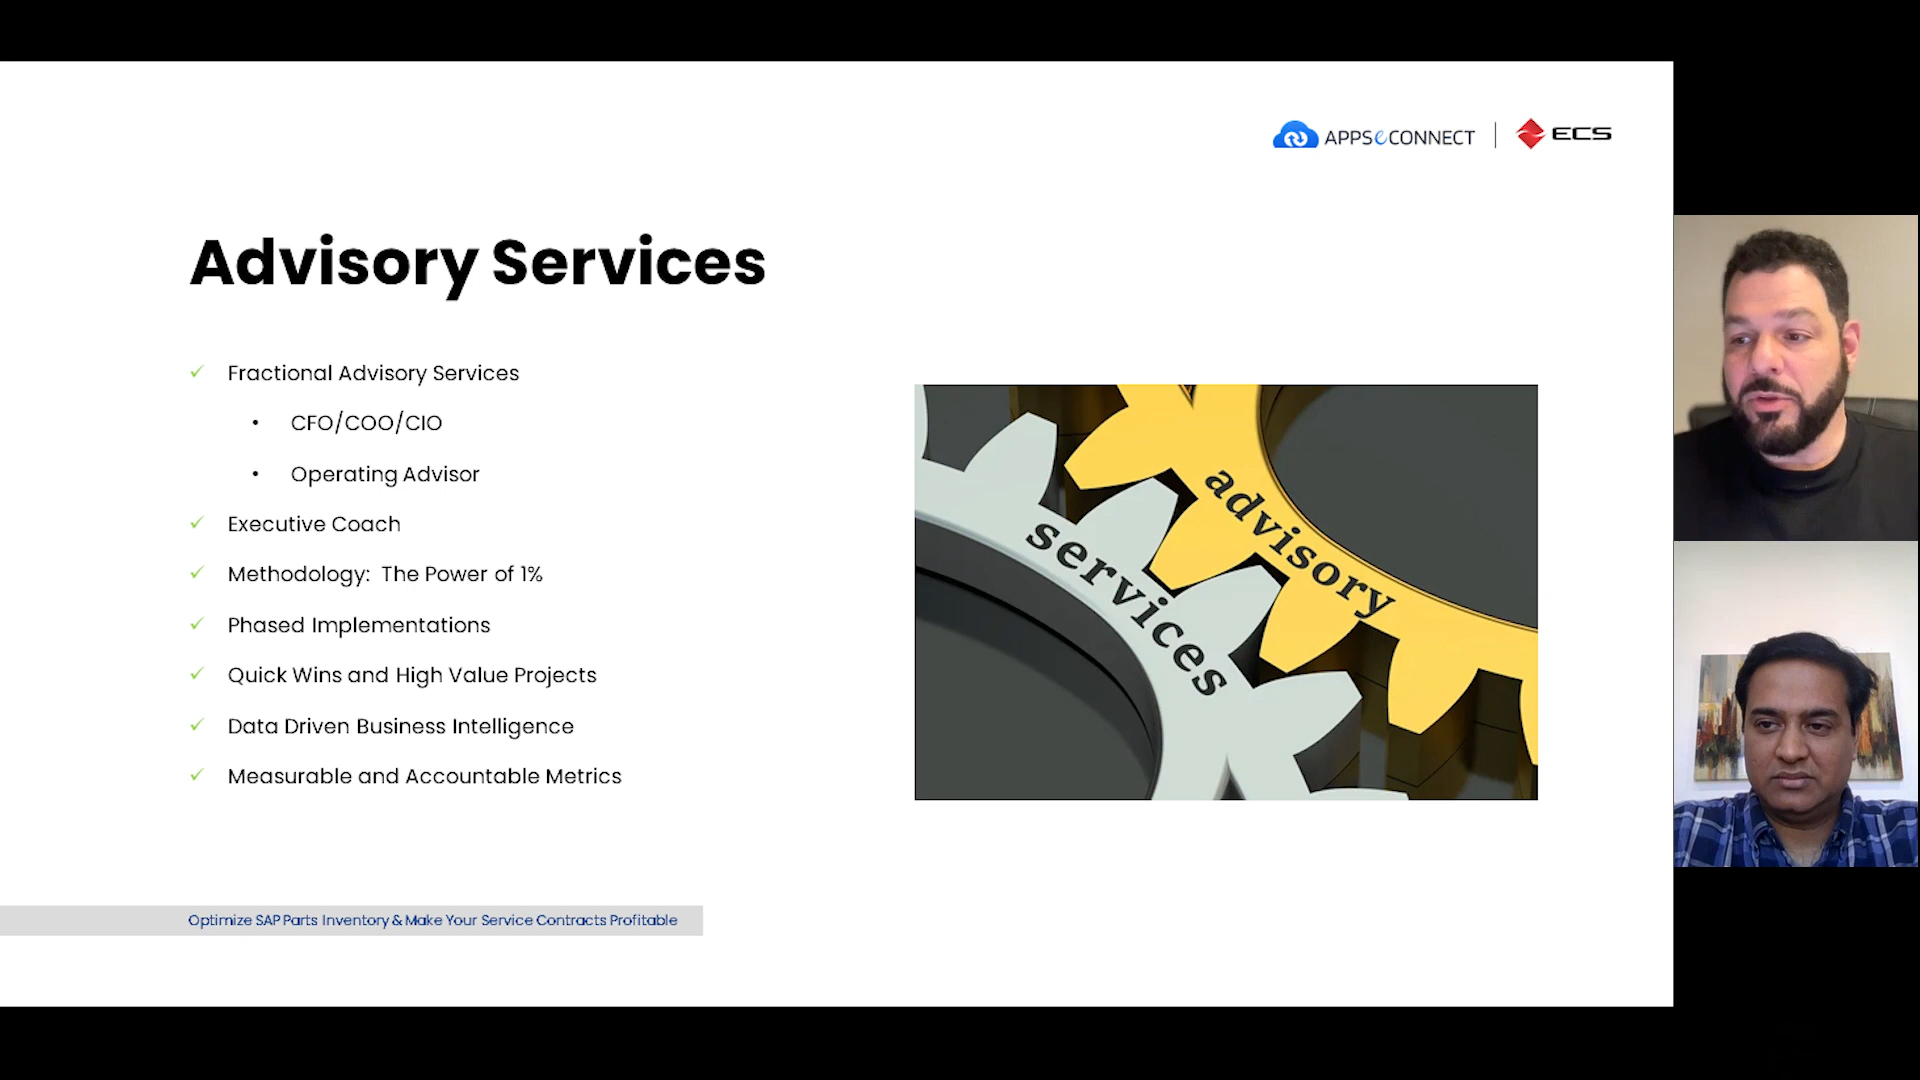 APPSeCONNECT | ECS
Advisory Services
✓ Fractional Advisory Services
• CFO/COO/CIO
• Operating Advisor
✓ Executive Coach
✓ Methodology: The Power of 1%
✓ Phased Implementations
✓ Quick Wins and High Value Projects
✓ Data Driven Business Intelligence
✓ Measurable and Accountable Metrics
advisory
services
Optimize SAP Parts Inventory & Make Your Service Contracts Profitable